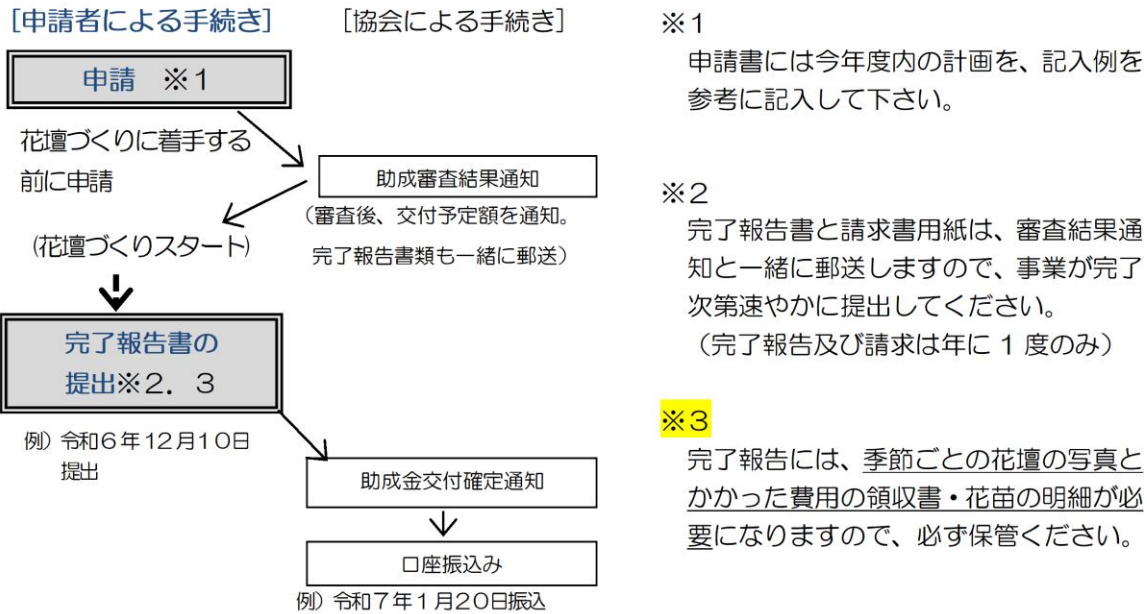 [申請者による手続き]
[協会による手続き]
申請　※1
花壇づくりに着手する
前に申請
助成審査結果通知
（審査後、交付予定額を通知。
完了報告書類も一緒に郵送）
(花壇づくりスタート)
完了報告書の
提出※2．3
例）令和6年12月10日
提出
助成金交付確定通知
口座振込み
例）令和7年1月20日振込
※1
申請書には今年度内の計画を、記入例を
参考に記入して下さい。
※2
完了報告書と請求書用紙は、審査結果通
知と一緒に郵送しますので、事業が完了
次第速やかに提出してください。
（完了報告及び請求は年に 1 度のみ）
※3
完了報告には、季節ごとの花壇の写真と
かかった費用の領収書・花苗の明細が必
要になりますので、必ず保管ください。